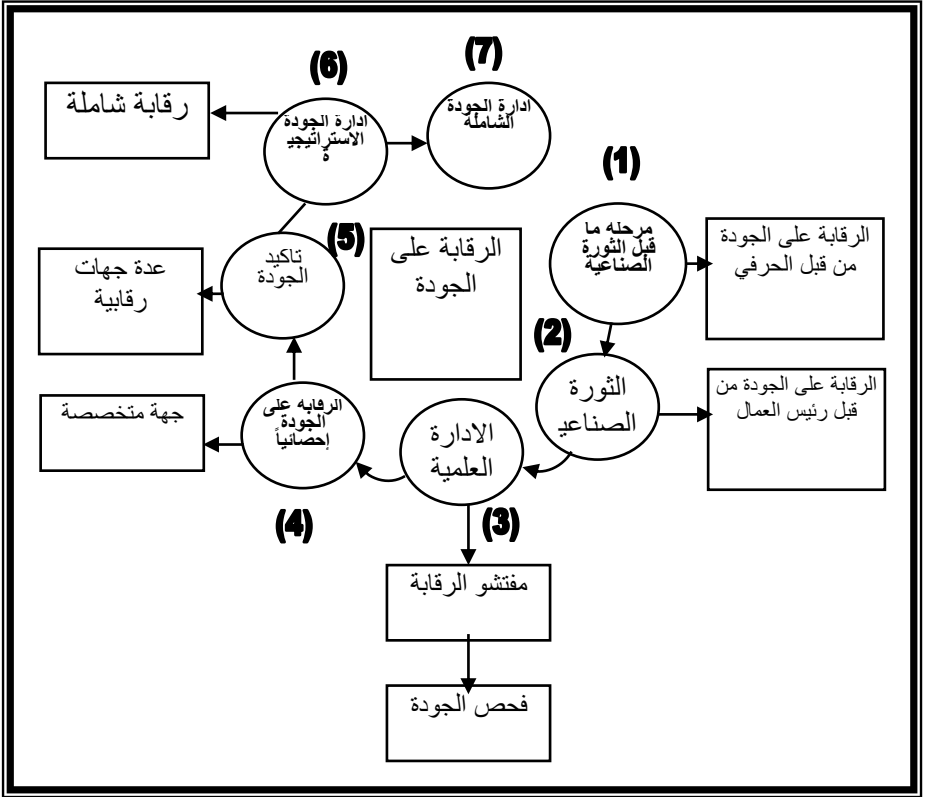 (7)
(6)
ادارة الجودة
الشاملة
ادارة الجودة
الاستراتيجي
ة
رقابة شاملة
(1)
مرحله ما
قبل الثورة
الصناعية
الرقابة على الجودة
من قبل الحرفي
(5)
تاكيد
الجودة
الرقابة على
الجودة
عدة جهات
رقابية
(2)
الثورة
الصناعيـ
الرقابة على الجودة من
قبل رئيس العمال
الرقابه على
الجودة
إحصائياً
جهة متخصصة
الادارة
العلمية
(4)
(3)
مفتشو الرقابة
فحص الجودة